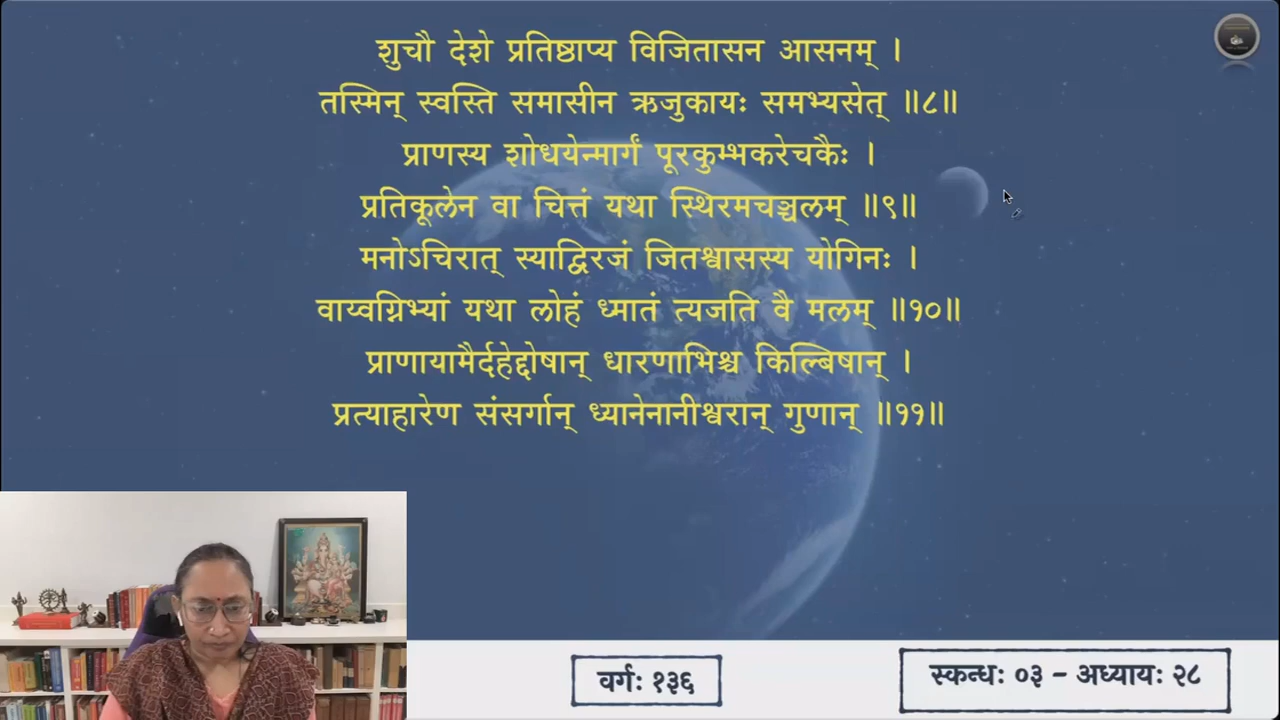 शुचौ देशे प्रतिष्ठाप्य विजितासन आसनम् ।
तस्मिन् स्वस्ति समासीन ऋजुकायः समभ्यसेत् ॥८॥
प्राणस्य शोधयेन्मार्गं पूरकुम्भकरेचकैः ।
प्रतिकूलेन वा चित्तं यथा स्थिरमचञ्चलम् ॥९॥
मनोऽचिरात् स्याद्विरजं जितश्वासस्य योगिनः ।
वाय्वग्निभ्यां यथा लोहं ध्मातं त्यजति वै मलम् ॥१०॥
प्राणायामैर्दहेद्दोषान् धारणाभिश्च किल्बिषान् ।
प्रत्याहारेण संसर्गान् ध्यानेनानीश्वरान् गुणान् ॥११॥
वर्गः १३६
स्कन्धः ०३ - अध्यायः २८